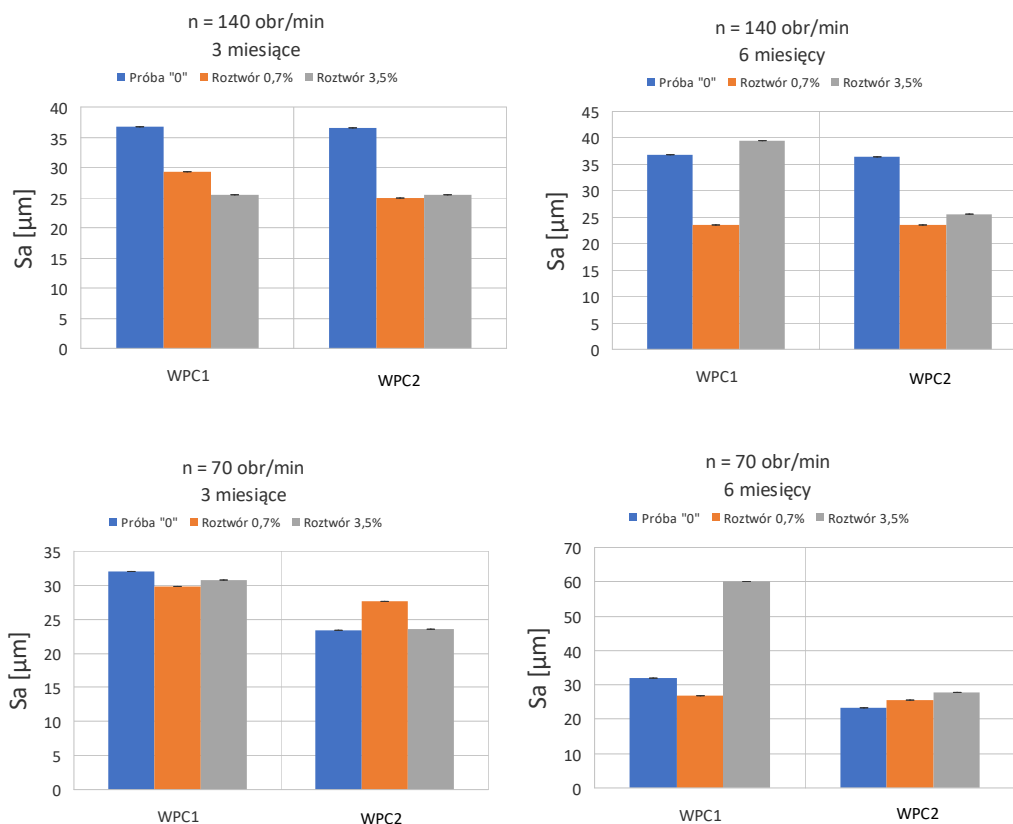 n = 140 obr/min
3 miesiące
Próba "0" Roztwór 0,7% Roztwór 3,5%
40
35
30
25
20
15
10
5
0
Sa [µm]
WPC1 WPC2
n = 140 obr/min
6 miesięcy
Próba "0" Roztwór 0,7% Roztwór 3,5%
45
40
35
30
25
20
15
10
5
0
Sa [µm]
WPC1 WPC2
n = 70 obr/min
3 miesiące
Próba "0" Roztwór 0,7% Roztwór 3,5%
35
30
25
20
15
10
5
0
Sa [µm]
WPC1 WPC2
n = 70 obr/min
6 miesięcy
Próba "0" Roztwór 0,7% Roztwór 3,5%
70
60
50
40
30
20
10
0
Sa [µm]
WPC1 WPC2